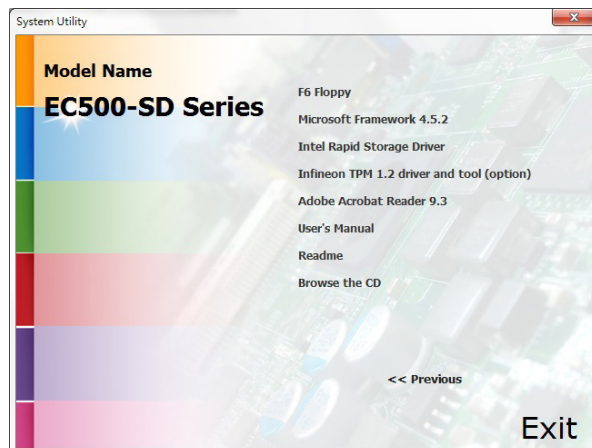 System Utility
Model Name
EC500-SD Series
F6 Floppy
Microsoft Framework 4.5.2
Intel Rapid Storage Driver
Infineon TPM 1.2 driver and tool (option)
Adobe Acrobat Reader 9.3
User's Manual
Readme
Browse the CD
<< Previous
Exit